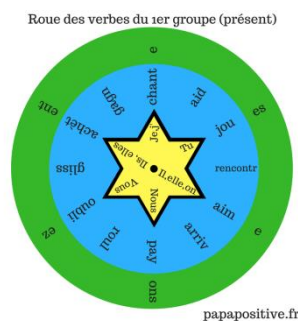 Roue des verbes du 1er groupe (présent)
e
es
e
ons
ez
ent
chant
aid
jou
rencontr
aim
arriv
pay
roul
oubli
gliss
achèt
gagn
Je,j'
Tu
Il,elle,on
Nous
Vous
Ils, elles
papapositive.fr